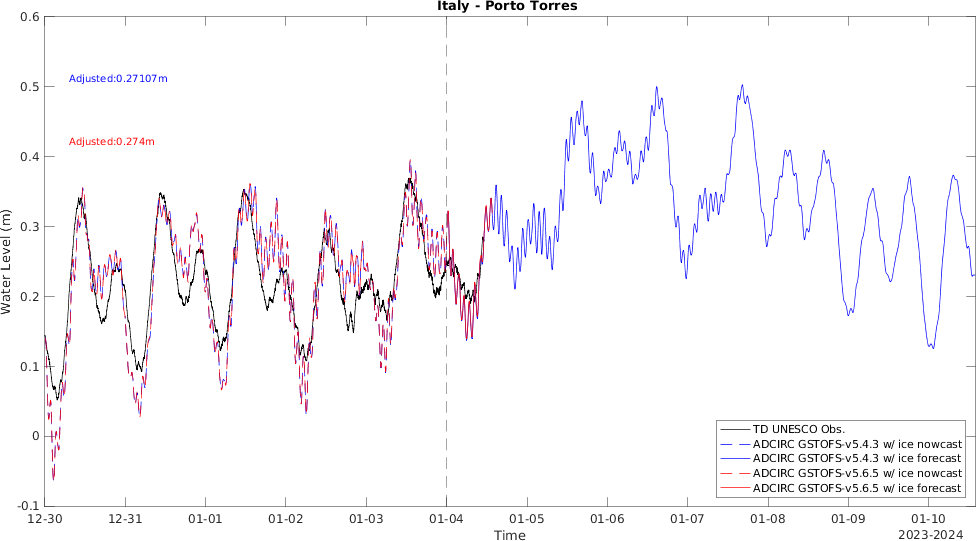 Italy - Porto Torres
0.6
0.5
0.4
0.3
0.2
0.1
0
-0.1
Water Level (m)
Adjusted:0.27107m
Adjusted:0.274m
TD UNESCO Obs.
ADCIRC GSTOFS-v5.4.3 w/ ice nowcast
ADCIRC GSTOFS-v5.4.3 w/ ice forecast
ADCIRC GSTOFS-v5.6.5 w/ ice nowcast
ADCIRC GSTOFS-v5.6.5 w/ ice forecast
12-30 12-31 01-01 01-02 01-03 01-04 01-05 01-06 01-07 01-08 01-09 01-10
Time
2023-2024